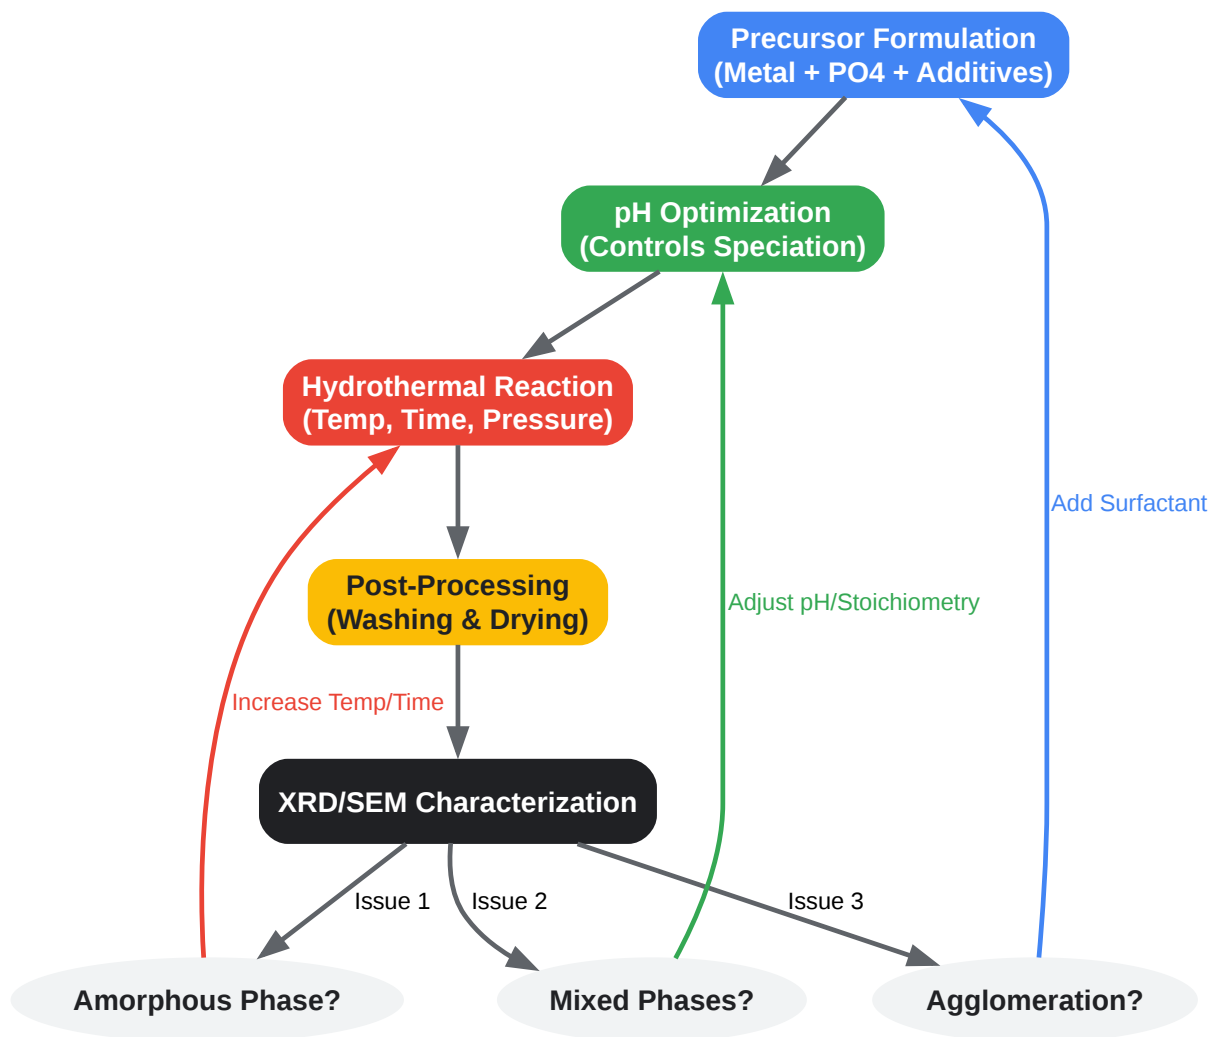 Precursor Formulation
(Metal + PO4 + Additives)
pH Optimization
(Controls Speciation)
Hydrothermal Reaction
(Temp, Time, Pressure)
Add Surfactant
Post-Processing
(Washing & Drying)
Adjust pH/Stoichiometry
Increase Temp/Time
XRD/SEM Characterization
Issue 1
Issue 2
Issue 3
Amorphous Phase?
Mixed Phases?
Agglomeration?